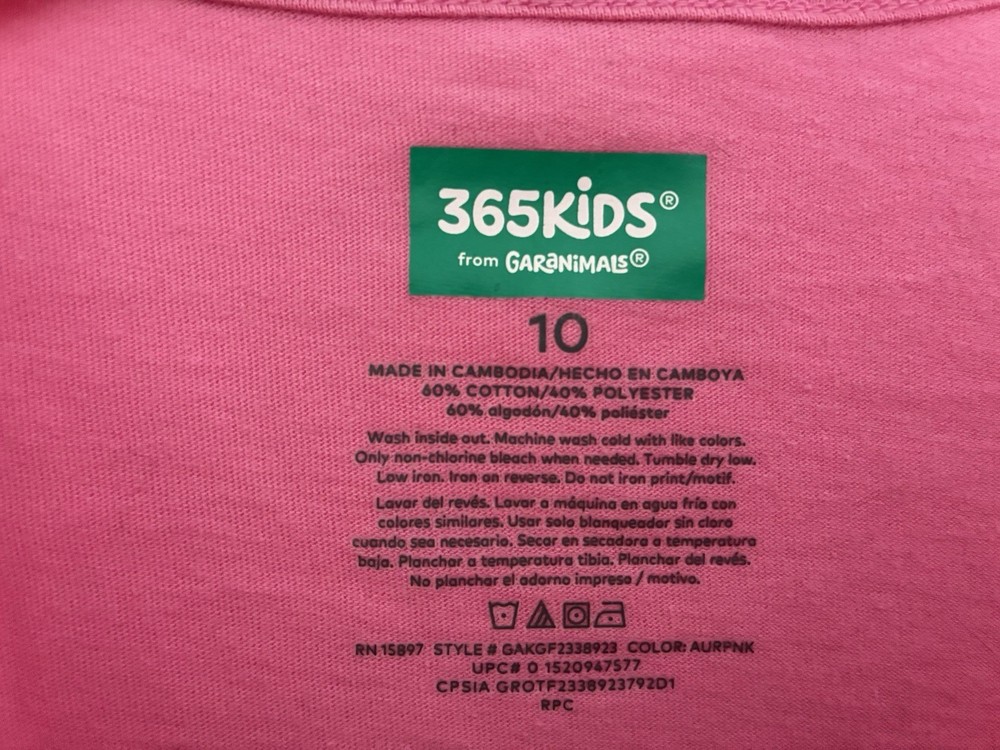 365KiDS®
from GARaNiMALS®
10
MADE IN CAMBODIA/HECHO EN CAMBOYA
60% COTTON/40% POLYESTER
60% algodón/40% poliéster
Wash inside out. Machine wash cold with like colors.
Only non-chlorine bleach when needed. Tumble dry low.
Low iron. Iron on reverse. Do not iron print/motif.
Lavar del revés. Lavar a máquina en agua fría con
colores similares. Usar solo blanqueador sin cloro
cuando sea necesario. Secar en secadora a temperatura
baja. Planchar a temperatura tibia. Planchar del revés.
No planchar el adorno impreso / motivo.
RN 15897 STYLE # GAKGF2338923 COLOR: AURPNK
UPC# 0 1520947577
CPSIA GROTF2338923792D1
RPC